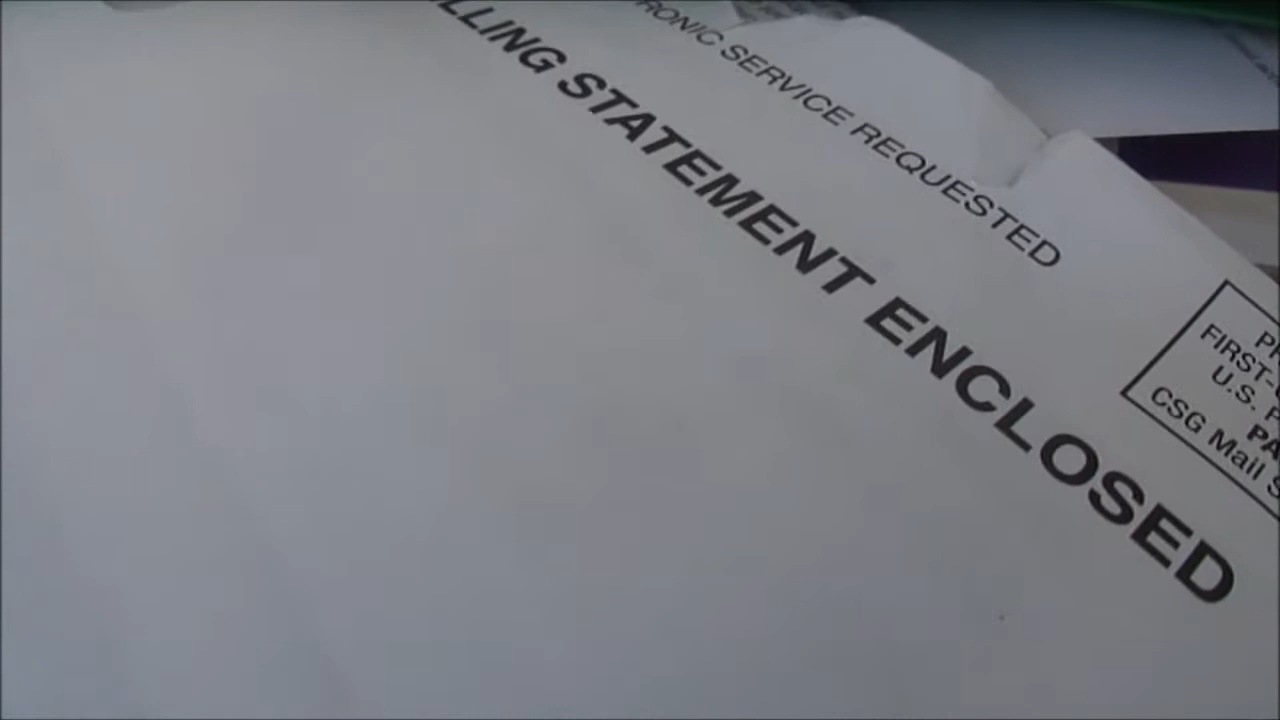 RONIC SERVICE REQUESTED
LLING STATEMENT ENCLOSED
FIRST-
U.S. P
PA
CSG Mail S